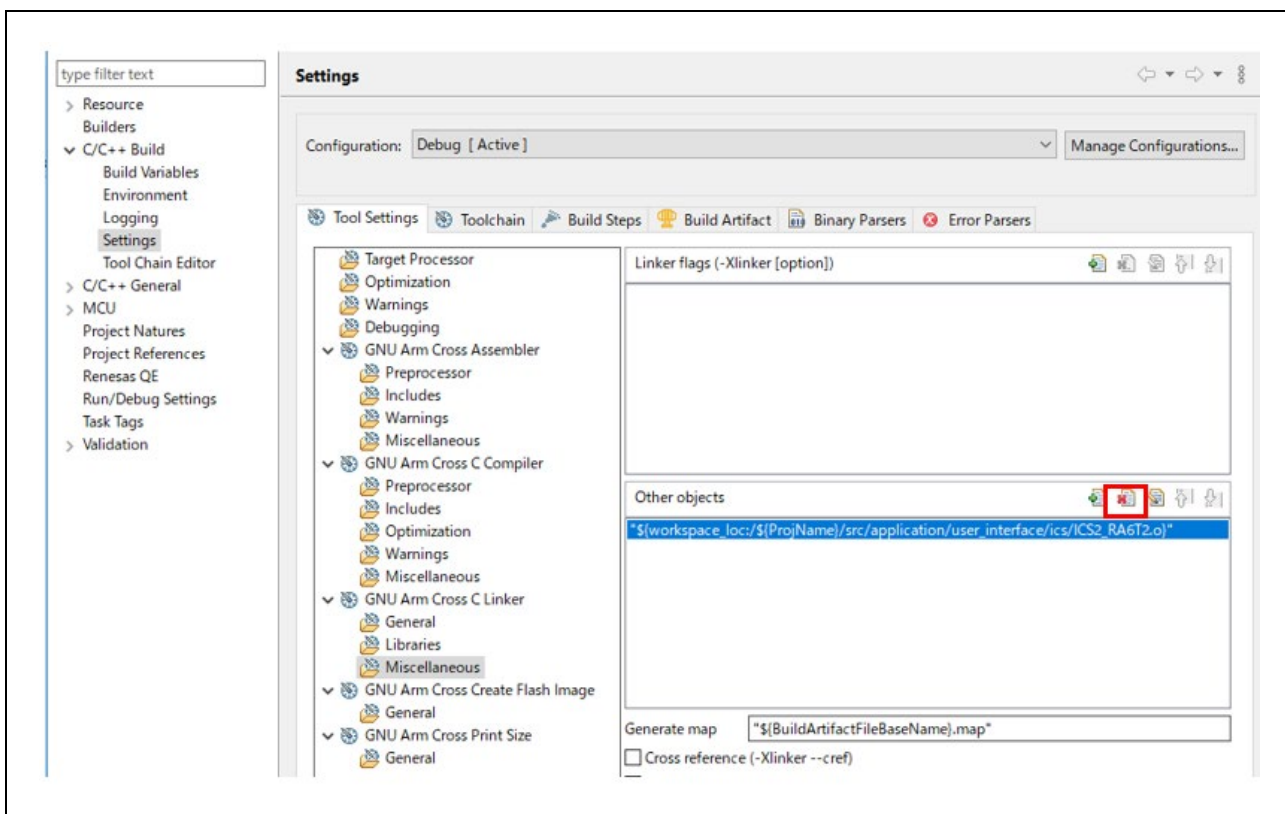 type filter text
Resource
Builders
C/C++ Build
Build Variables
Environment
Logging
Settings
Tool Chain Editor
C/C++ General
MCU
Project Natures
Project References
Renesas QE
Run/Debug Settings
Task Tags
Validation
Settings
Configuration: Debug [ Active ] Manage Configurations...
Tool Settings Toolchain Build Steps Build Artifact Binary Parsers Error Parsers
Target Processor
Optimization
Warnings
Debugging
GNU Arm Cross Assembler
Preprocessor
Includes
Warnings
Miscellaneous
GNU Arm Cross C Compiler
Preprocessor
Includes
Optimization
Warnings
Miscellaneous
GNU Arm Cross C Linker
General
Libraries
Miscellaneous
GNU Arm Cross Create Flash Image
General
GNU Arm Cross Print Size
General
Linker flags (-Xlinker [option])
Other objects
"${workspace_loc:/${ProjName}/src/application/user_interface/ics/ICS2_RA6T2.o}"
Generate map "${BuildArtifactFileBaseName}.map"
Cross reference (-Xlinker --cref)